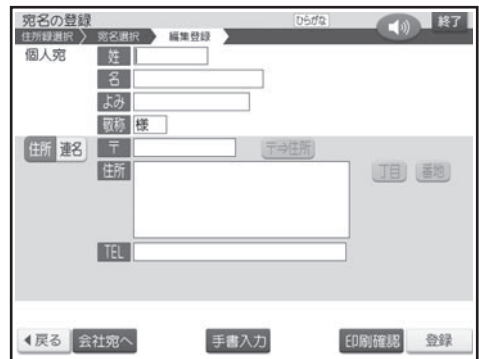 宛名の登録 ひらがな 終了
住所録選択 宛名選択 編集登録
個人宛 姓
名
よみ
敬称 様
住所 連名 〒 〒⇒住所
住所 丁目 番地
TEL
戻る 会社宛へ 手書入力 印刷確認 登録